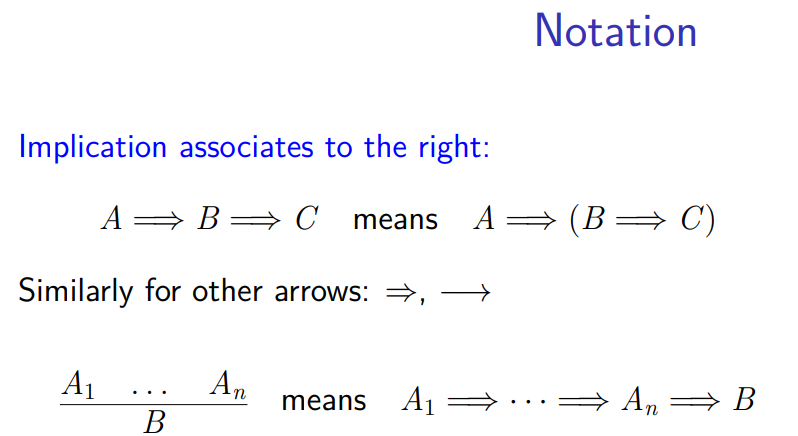 Notation
Implication associates to the right:
A ⟹ B ⟹ C means A ⟹ (B ⟹ C)
Similarly for other arrows: ⇒, ⟶
A₁ … Aₙ
B
means A₁ ⟹ ⋯ ⟹ Aₙ ⟹ B